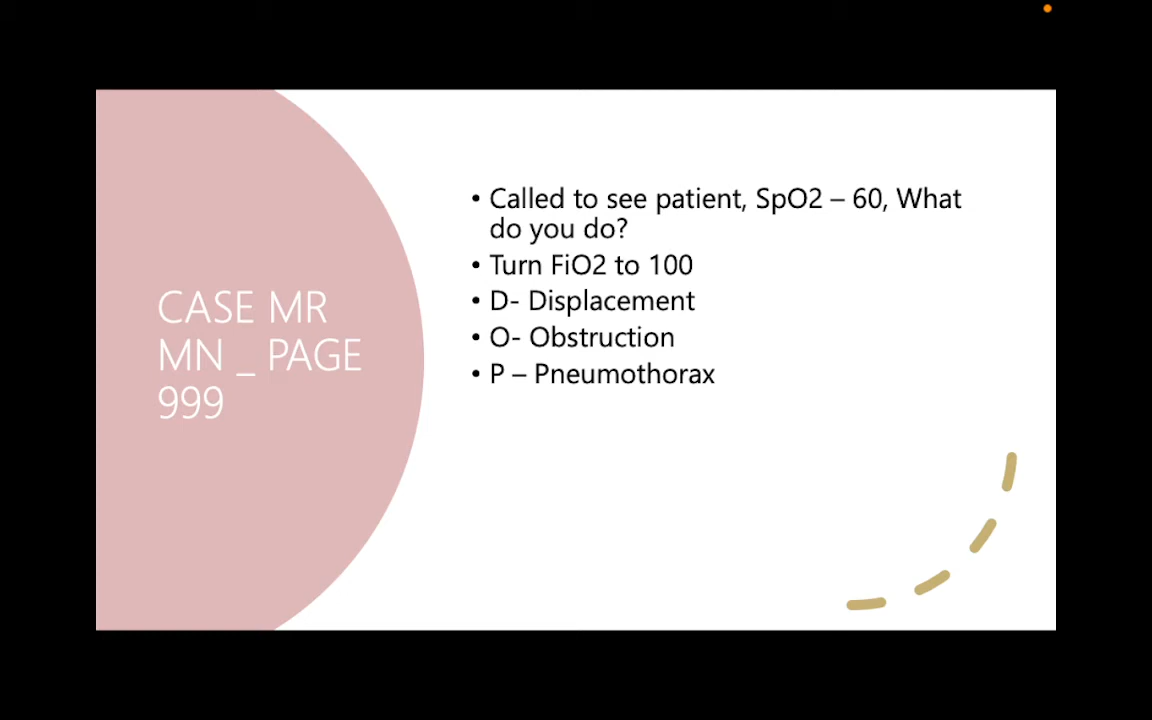 CASE MR
MN _ PAGE
999
• Called to see patient, SpO2 – 60, What
do you do?
• Turn FiO2 to 100
• D- Displacement
• O- Obstruction
• P – Pneumothorax